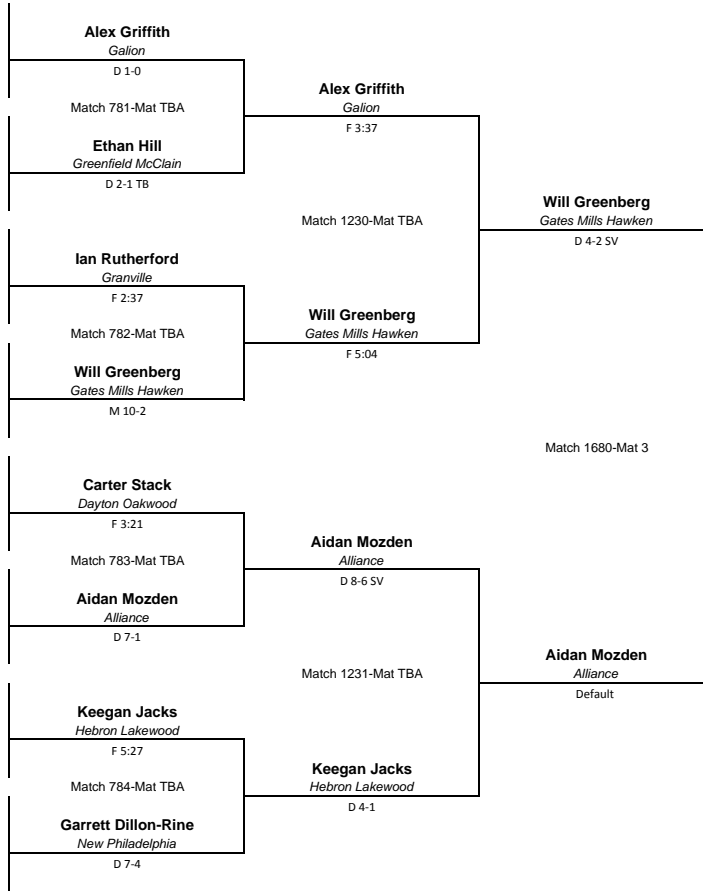 Alex Griffith
Galion
D 1-0
Match 781-Mat TBA
Ethan Hill
Greenfield McClain
D 2-1 TB
Alex Griffith
Galion
F 3:37
Match 1230-Mat TBA
Will Greenberg
Gates Mills Hawken
D 4-2 SV
Ian Rutherford
Granville
F 2:37
Match 782-Mat TBA
Will Greenberg
Gates Mills Hawken
M 10-2
Will Greenberg
Gates Mills Hawken
F 5:04
Match 1680-Mat 3
Carter Stack
Dayton Oakwood
F 3:21
Match 783-Mat TBA
Aidan Mozden
Alliance
D 7-1
Aidan Mozden
Alliance
D 8-6 SV
Match 1231-Mat TBA
Aidan Mozden
Alliance
Default
Keegan Jacks
Hebron Lakewood
F 5:27
Match 784-Mat TBA
Garrett Dillon-Rine
New Philadelphia
D 7-4
Keegan Jacks
Hebron Lakewood
D 4-1